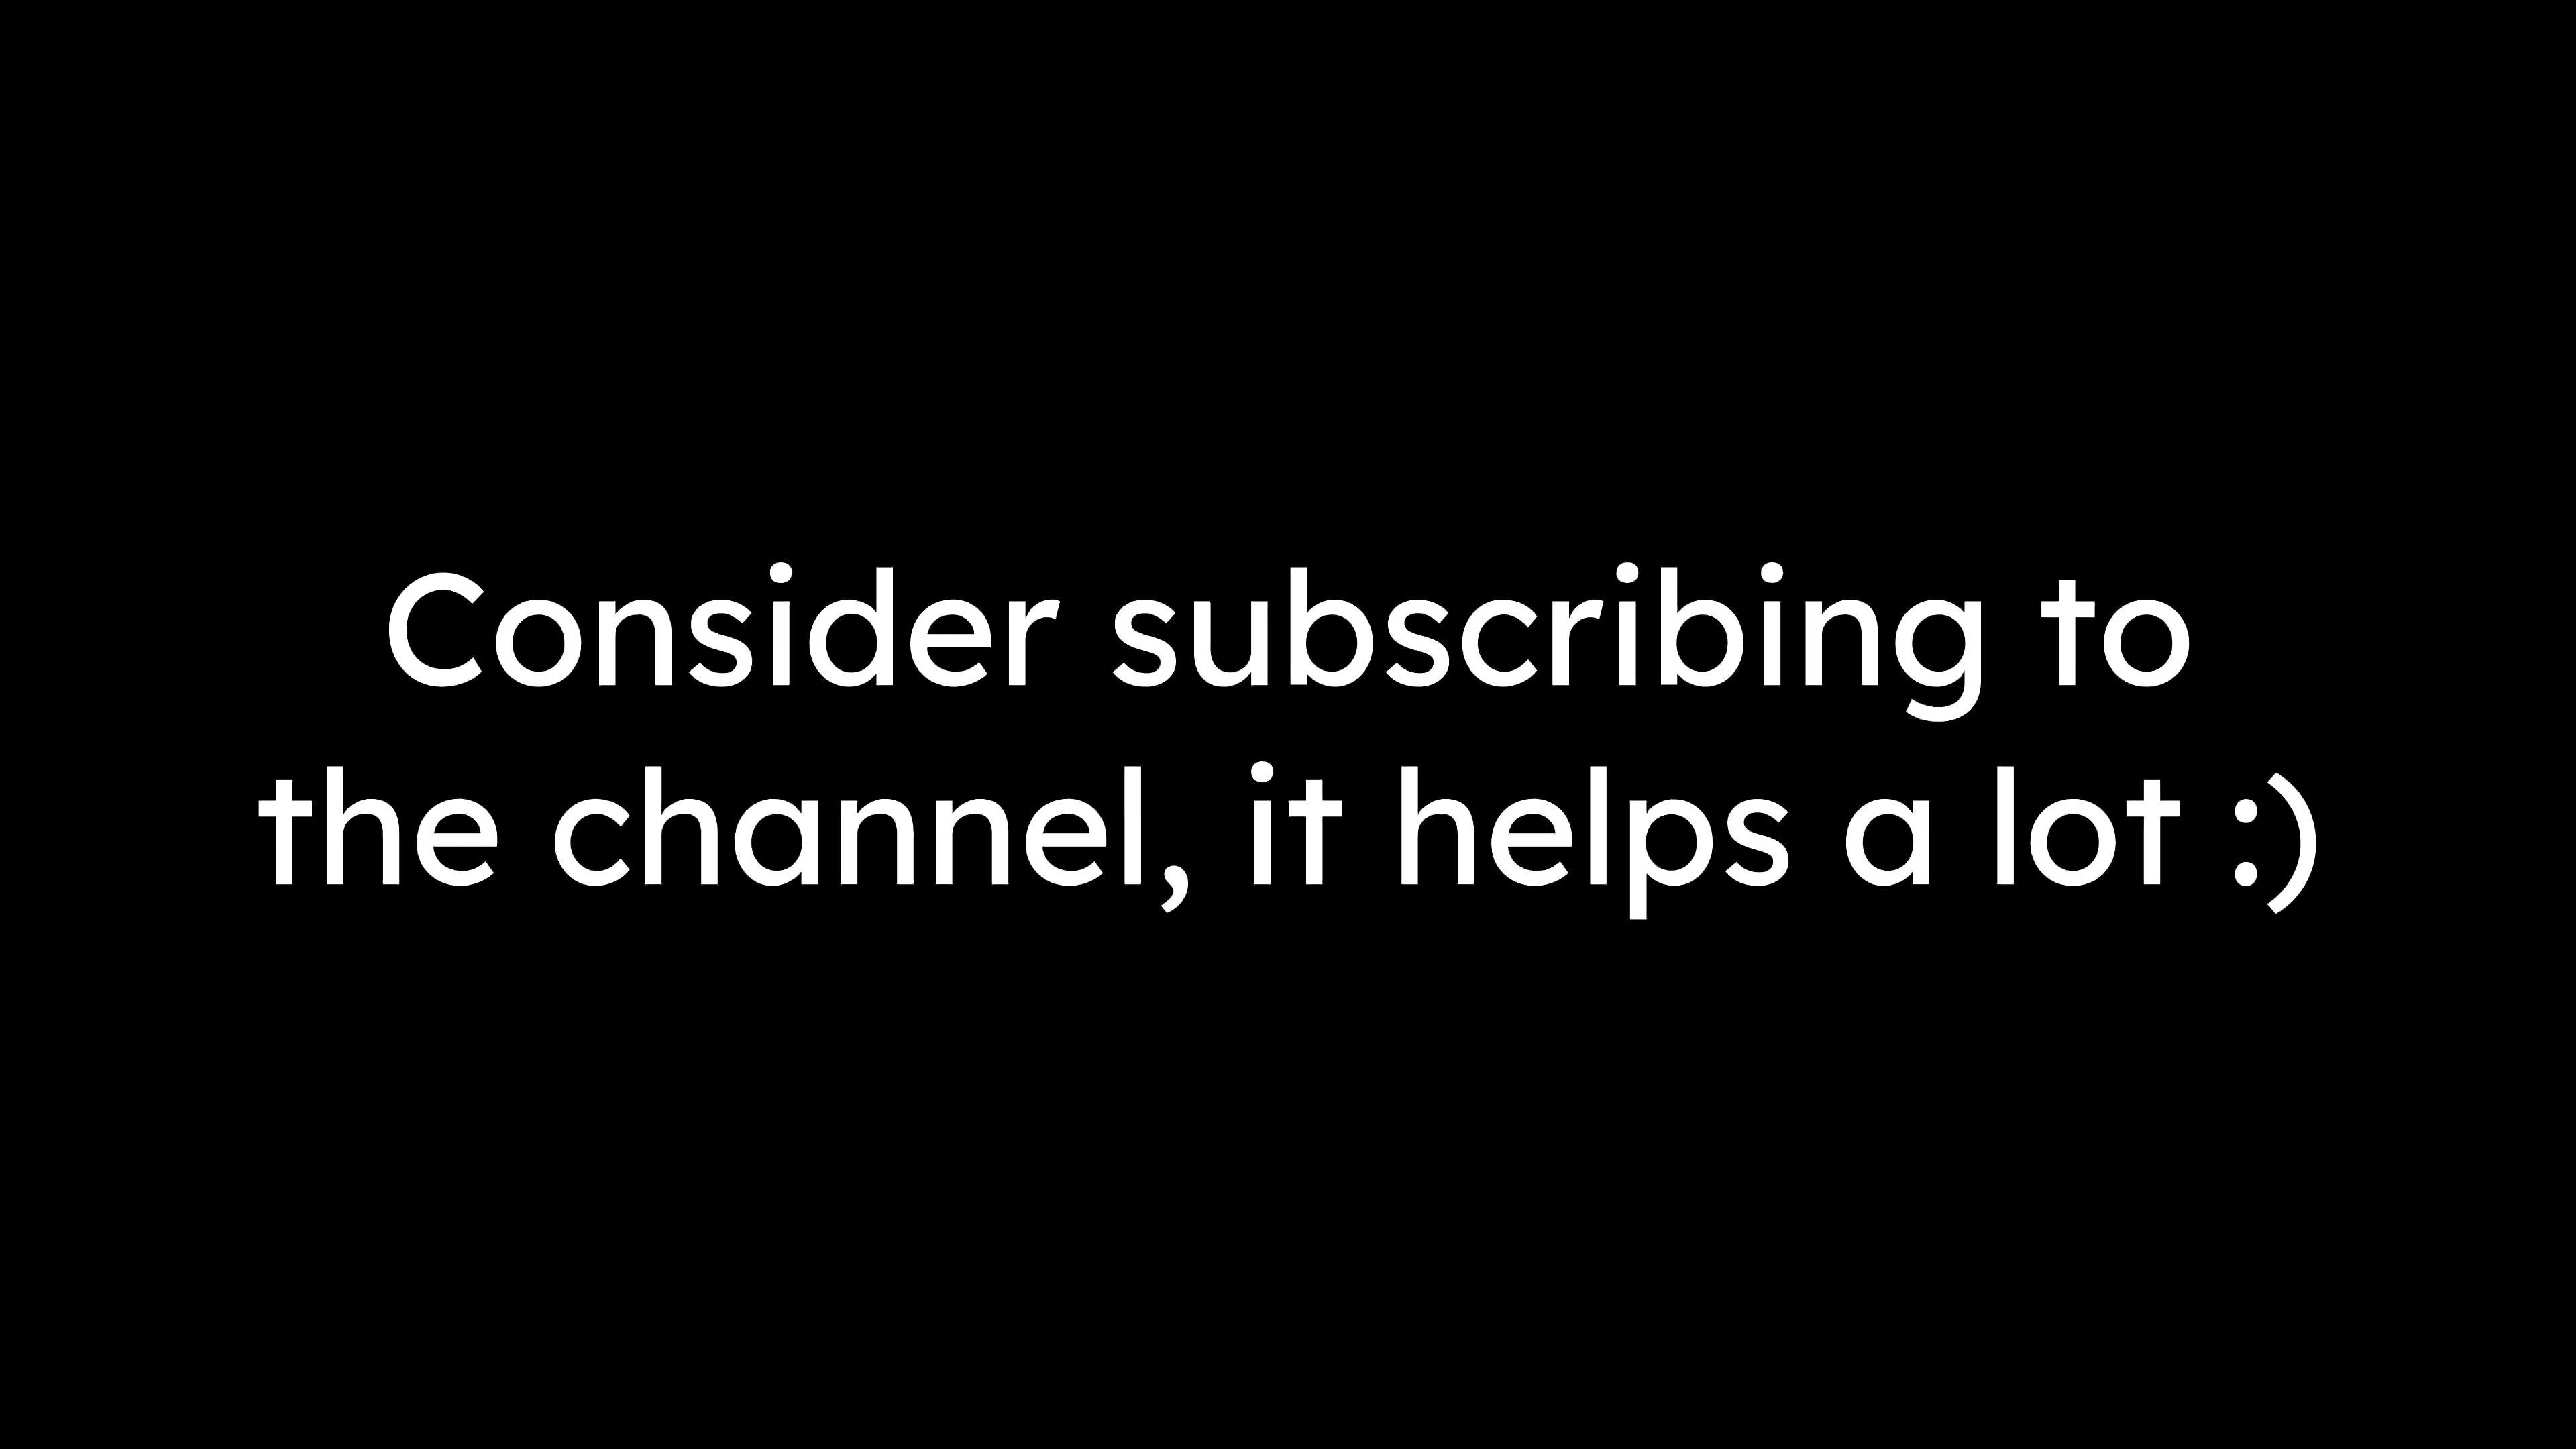 Consider subscribing to
the channel, it helps a lot :)